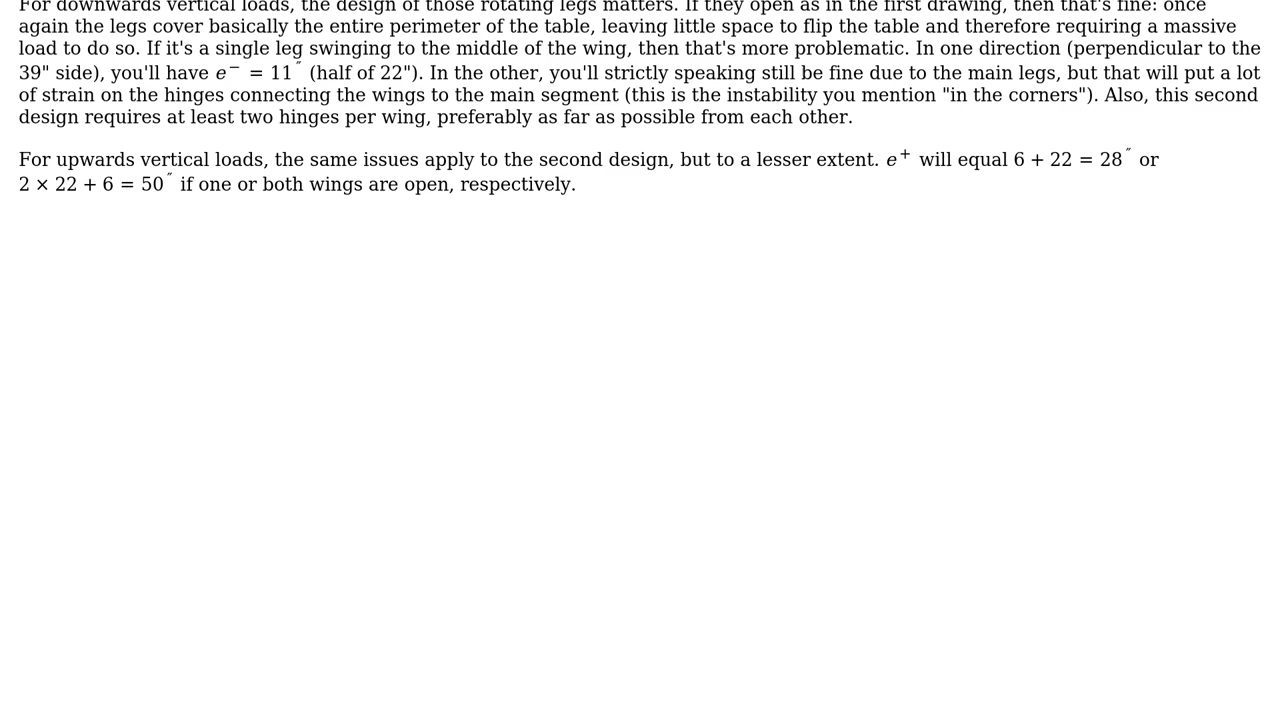 For downwards vertical loads, the design of those rotating legs matters. If they open as in the first drawing, then that's fine: once
again the legs cover basically the entire perimeter of the table, leaving little space to flip the table and therefore requiring a massive
load to do so. If it's a single leg swinging to the middle of the wing, then that's more problematic. In one direction (perpendicular to the
39" side), you'll have e⁻ = 11″ (half of 22"). In the other, you'll strictly speaking still be fine due to the main legs, but that will put a lot
of strain on the hinges connecting the wings to the main segment (this is the instability you mention "in the corners"). Also, this second
design requires at least two hinges per wing, preferably as far as possible from each other.
For upwards vertical loads, the same issues apply to the second design, but to a lesser extent. e⁺ will equal 6 + 22 = 28″ or
2 × 22 + 6 = 50″ if one or both wings are open, respectively.